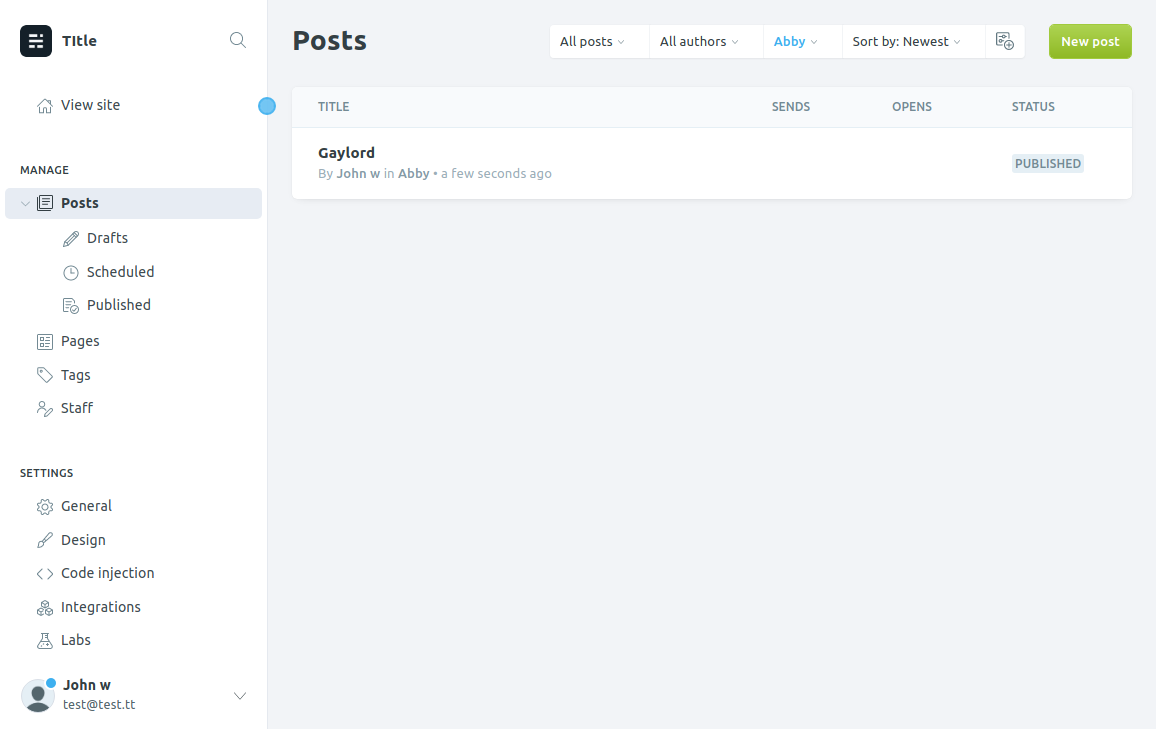 TItle
View site
MANAGE
Posts
Drafts
Scheduled
Published
Pages
Tags
Staff
SETTINGS
General
Design
Code injection
Integrations
Labs
John w
test@test.tt
Posts
All posts
All authors
Abby
Sort by: Newest
New post
TITLE SENDS OPENS STATUS
Gaylord
By John w in Abby • a few seconds ago
PUBLISHED